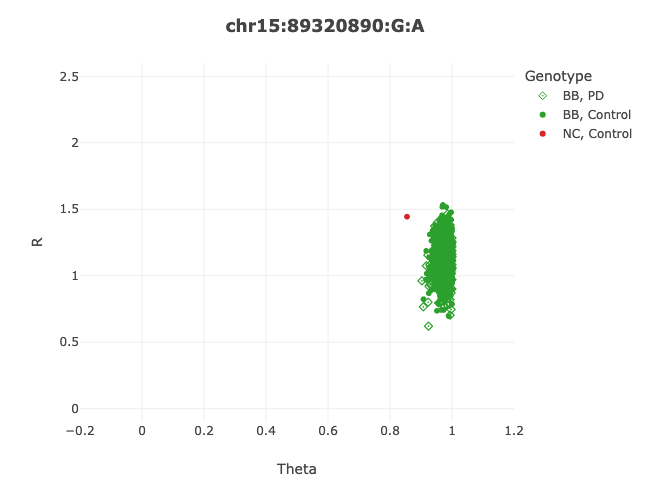 chr15:89320890:G:A
Genotype
BB, PD
BB, Control
NC, Control
2.5
2
1.5
1
0.5
0
R
−0.2 0 0.2 0.4 0.6 0.8 1 1.2
Theta